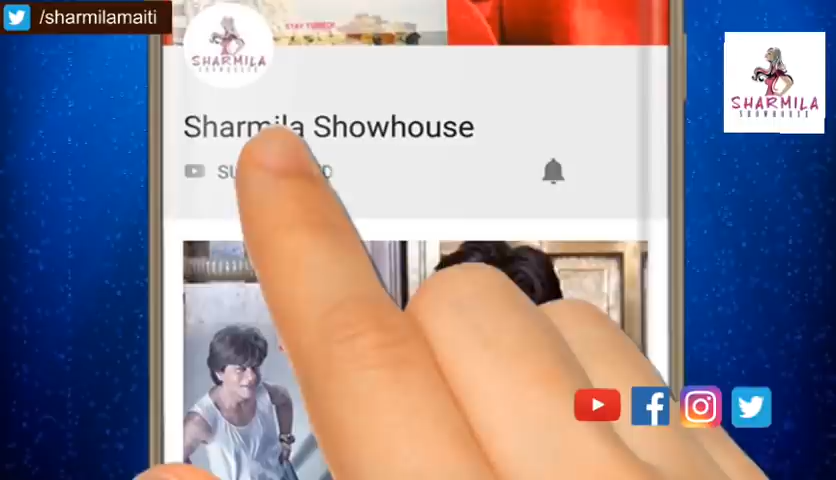 /sharmilamaiti
STAY TUNED!
SHARMILA
SHOWHOUSE
SHARMILA
SHOWHOUSE
Sharmila Showhouse